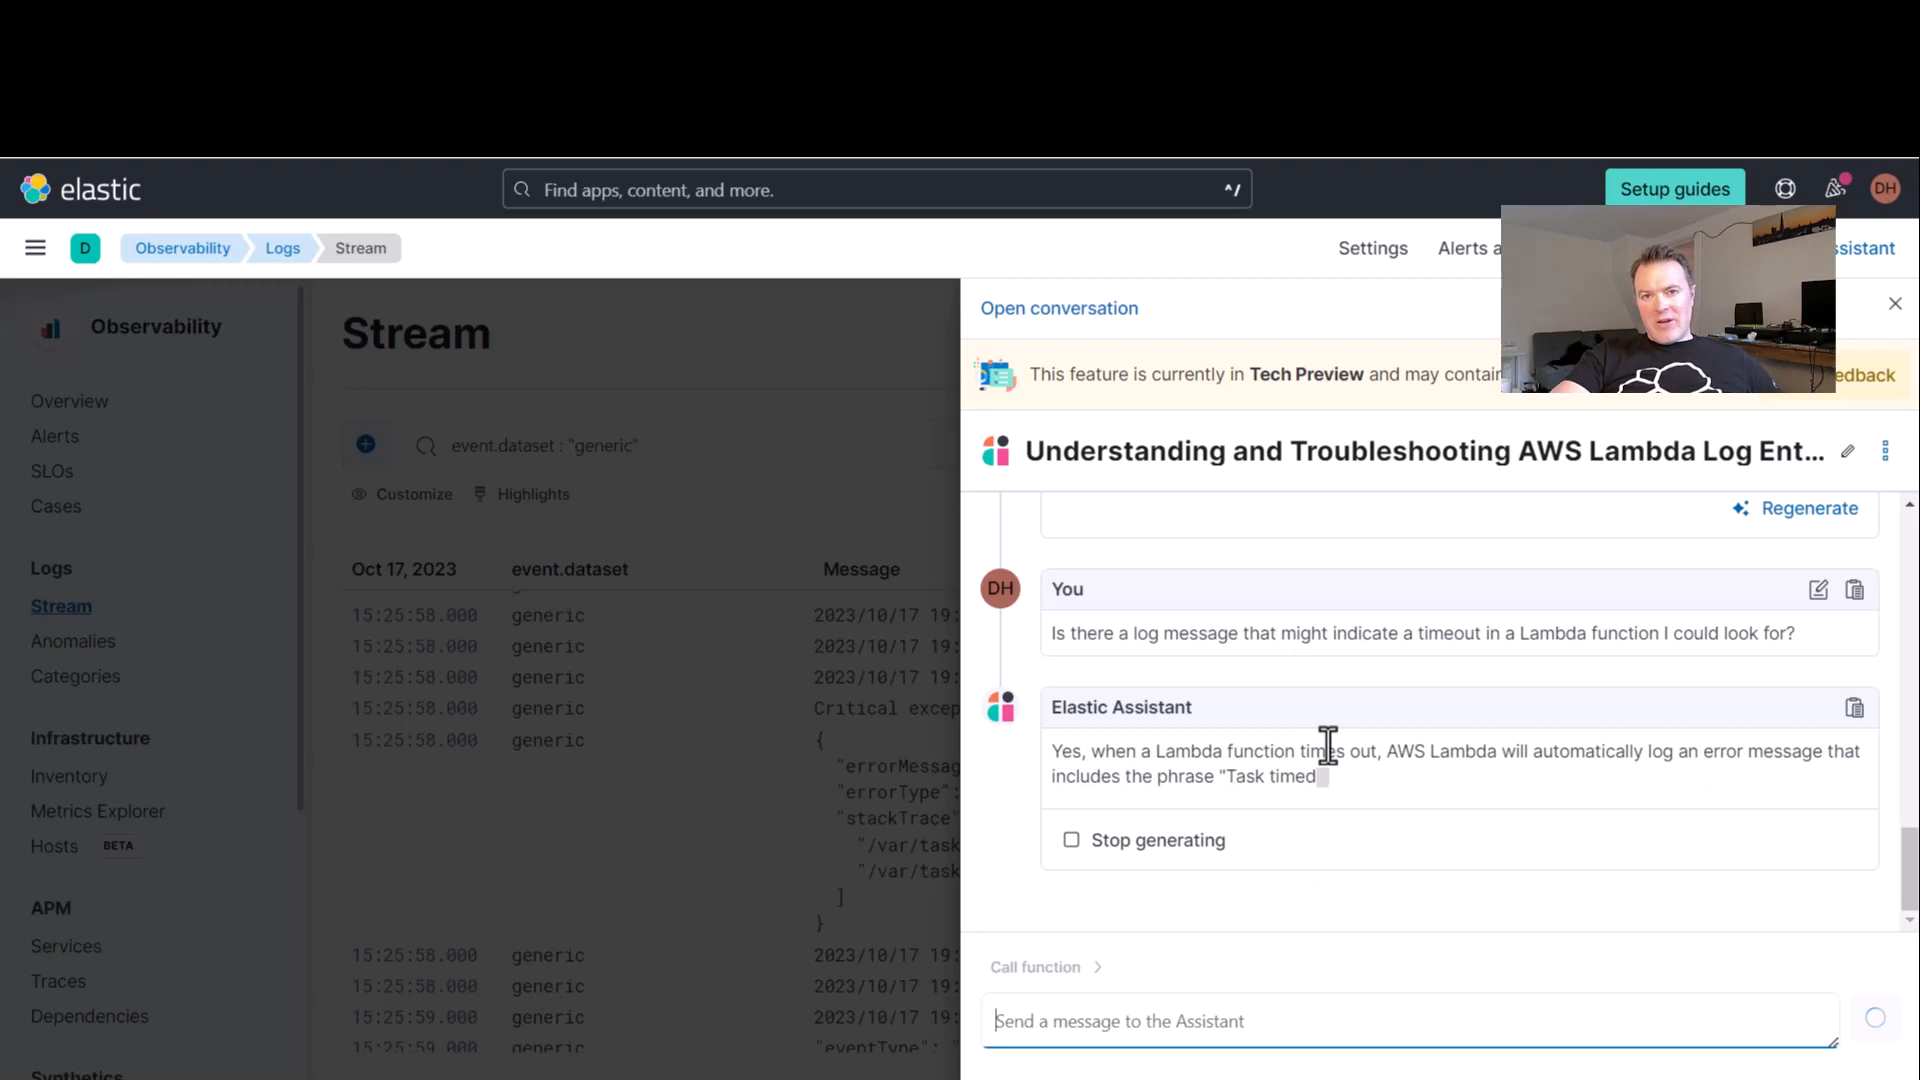 elastic
Find apps, content, and more.
^/
Setup guides
DH
D
Observability
Logs
Stream
Settings
Alerts a
ssistant
Observability
Overview
Alerts
SLOs
Cases
Logs
Stream
Anomalies
Categories
Infrastructure
Inventory
Metrics Explorer
Hosts BETA
APM
Services
Traces
Dependencies
Synthetics
Stream
event.dataset : "generic"
Customize
Highlights
Oct 17, 2023 event.dataset Message
15:25:58.000 generic 2023/10/17 19:
15:25:58.000 generic 2023/10/17 19:
15:25:58.000 generic 2023/10/17 19:
15:25:58.000 generic Critical excep
15:25:58.000 generic {
"errorMessag
"errorType":
"stackTrace"
"/var/task
"/var/task
]
}
15:25:58.000 generic 2023/10/17 19:
15:25:58.000 generic 2023/10/17 19:
15:25:59.000 generic 2023/10/17 19:
15:25:59.000 generic "eventType": "
Open conversation
This feature is currently in Tech Preview and may contain
edback
Understanding and Troubleshooting AWS Lambda Log Ent...
Regenerate
DH
You
Is there a log message that might indicate a timeout in a Lambda function I could look for?
Elastic Assistant
Yes, when a Lambda function times out, AWS Lambda will automatically log an error message that
includes the phrase "Task timed
Stop generating
Call function
Send a message to the Assistant